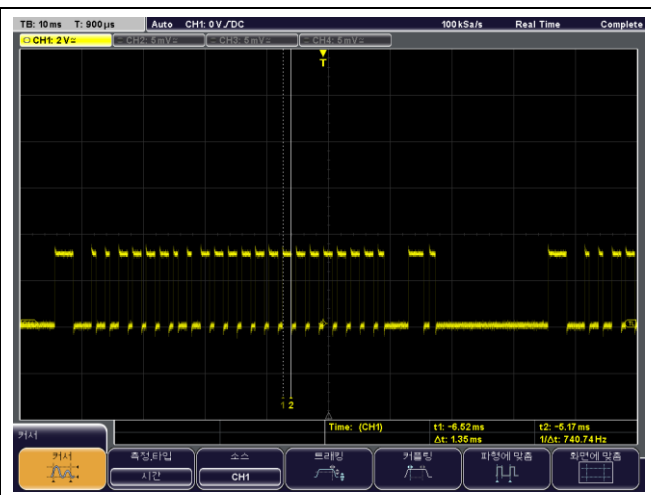 TB: 10 ms T: 900 µs Auto CH1: 0 V DC 100 kSa/s Real Time Complete
CH1: 2 V CH2: 5 mV CH3: 5 mV CH4: 5 mV
T
1 2
Time: (CH1) t1: -6.52 ms t2: -5.17 ms
Δt: 1.35 ms 1/Δt: 740.74 Hz
커서
커서 측정.타입 소스 트래킹 커플링 파형에 맞춤 화면에 맞춤
시간 CH1